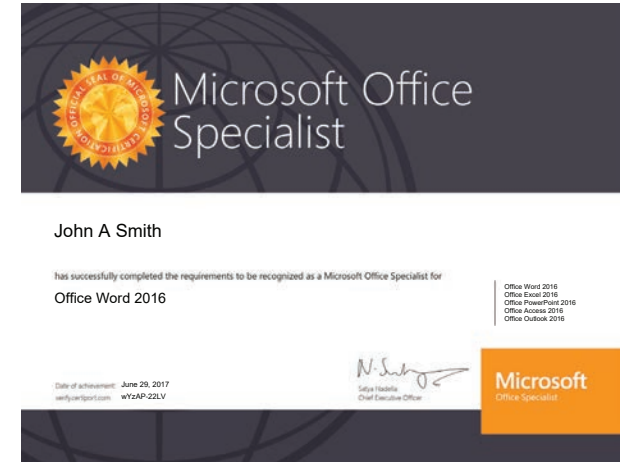 OFFICIAL SEAL OF MICROSOFT CERTIFICATION
Microsoft Office
Specialist
John A Smith
has successfully completed the requirements to be recognized as a Microsoft Office Specialist for
Office Word 2016
Office Word 2016
Office Excel 2016
Office PowerPoint 2016
Office Access 2016
Office Outlook 2016
Date of achievement: June 29, 2017
verify.certiport.com wYzAP-22LV
Satya Nadella
Chief Executive Officer
Microsoft
Office Specialist